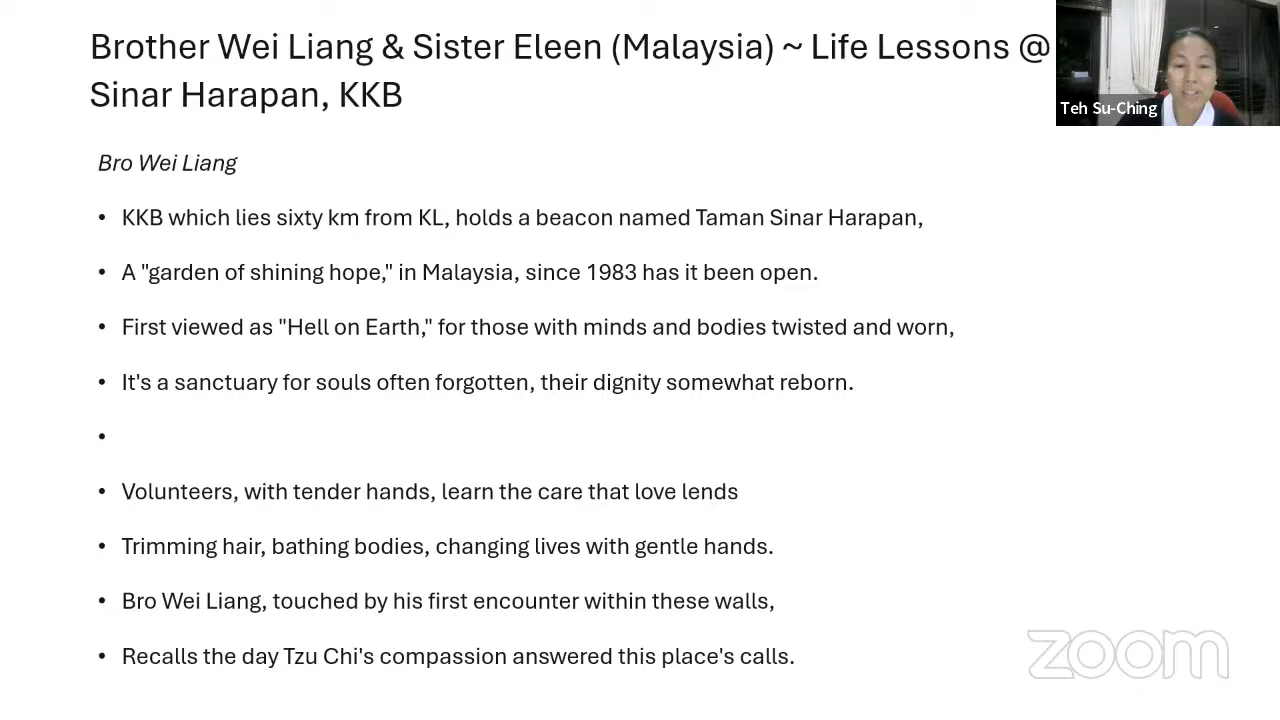 Brother Wei Liang & Sister Eleen (Malaysia) ~ Life Lessons @
Sinar Harapan, KKB
Teh Su-Ching
Bro Wei Liang
• KKB which lies sixty km from KL, holds a beacon named Taman Sinar Harapan,
• A "garden of shining hope," in Malaysia, since 1983 has it been open.
• First viewed as "Hell on Earth," for those with minds and bodies twisted and worn,
• It's a sanctuary for souls often forgotten, their dignity somewhat reborn.
•
• Volunteers, with tender hands, learn the care that love lends
• Trimming hair, bathing bodies, changing lives with gentle hands.
• Bro Wei Liang, touched by his first encounter within these walls,
• Recalls the day Tzu Chi's compassion answered this place's calls.
zoom